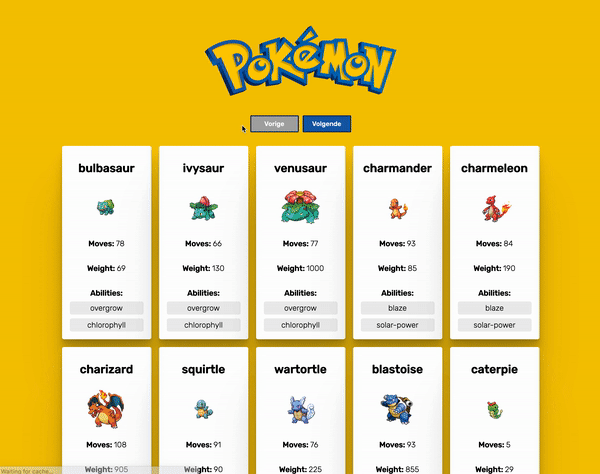 POKéMON
Vorige Volgende
bulbasaur ivysaur venusaur charmander charmeleon
Moves: 78 Moves: 66 Moves: 77 Moves: 93 Moves: 84
Weight: 69 Weight: 130 Weight: 1000 Weight: 85 Weight: 190
Abilities: Abilities: Abilities: Abilities: Abilities:
overgrow overgrow overgrow blaze blaze
chlorophyll chlorophyll chlorophyll solar-power solar-power
charizard squirtle wartortle blastoise caterpie
Moves: 108 Moves: 91 Moves: 76 Moves: 93 Moves: 5
Weight: 905 Weight: 90 Weight: 225 Weight: 855 Weight: 29
Waiting for cache...